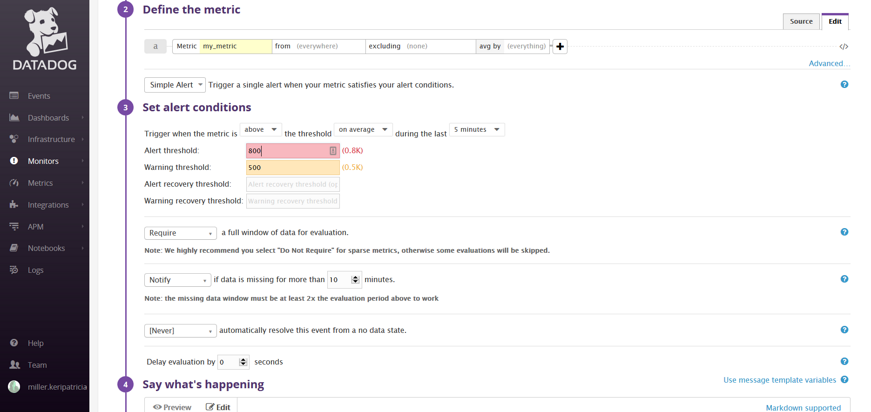 DATADOG
Events
Dashboards
Infrastructure
Monitors
Metrics
Integrations
APM
Notebooks
Logs
Help
Team
miller.keripatricia
2 Define the metric
Source Edit
a Metric my_metric from (everywhere) excluding (none) avg by (everything) +
</>
Advanced...
Simple Alert Trigger a single alert when your metric satisfies your alert conditions. ?
3 Set alert conditions
Trigger when the metric is above the threshold on average during the last 5 minutes
Alert threshold: 800 (0.8K)
Warning threshold: 500 (0.5K)
Alert recovery threshold: Alert recovery threshold
Warning recovery threshold: Warning recovery threshold
Require a full window of data for evaluation. ?
Note: We highly recommend you select "Do Not Require" for sparse metrics, otherwise some evaluations will be skipped.
Notify if data is missing for more than 10 minutes. ?
Note: the missing data window must be at least 2x the evaluation period above to work
[Never] automatically resolve this event from a no data state. ?
Delay evaluation by 0 seconds ?
4 Say what's happening
Use message template variables ?
Preview Edit
Markdown supported